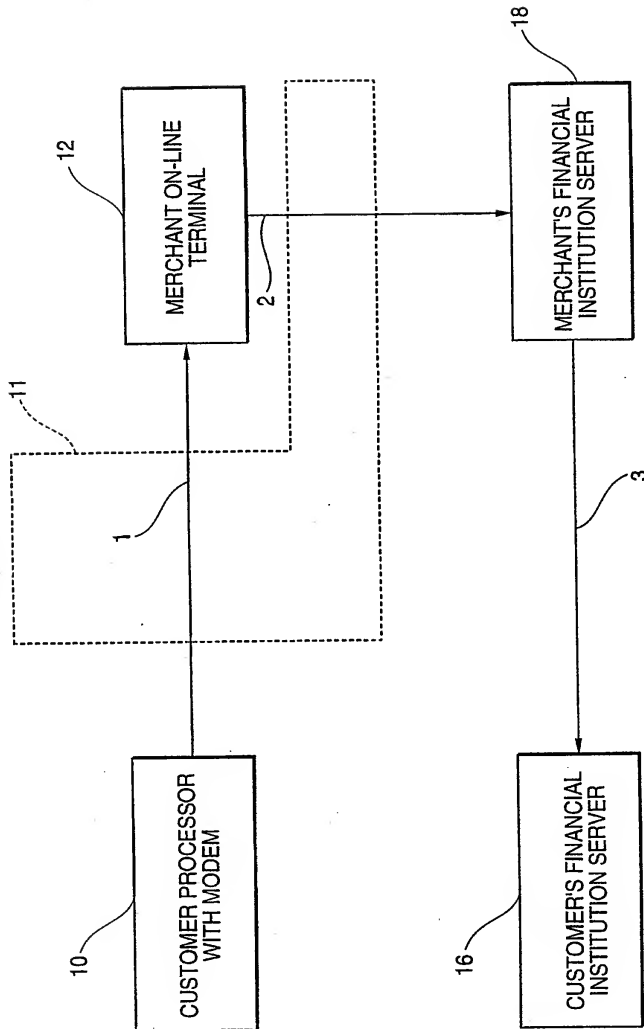 10
CUSTOMER PROCESSOR
WITH MODEM
1
11
12
MERCHANT ON-LINE
TERMINAL
2
16
CUSTOMER'S FINANCIAL
INSTITUTION SERVER
3
18
MERCHANT'S FINANCIAL
INSTITUTION SERVER